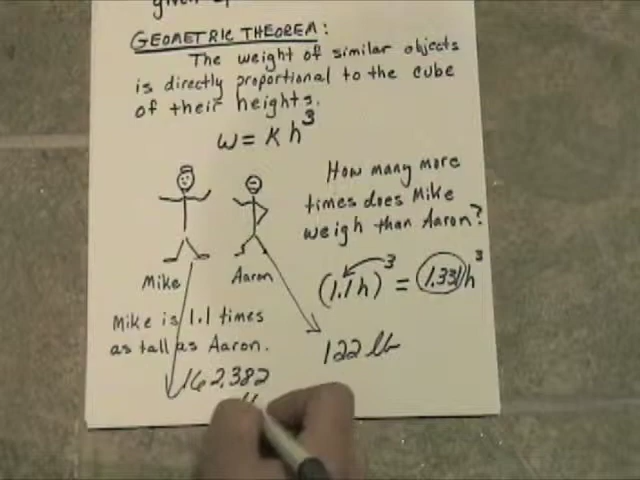 given
GEOMETRIC THEOREM:
The weight of similar objects
is directly proportional to the cube
of their heights.
w = K h³
How many more
times does Mike
weigh than Aaron?
Mike
Aaron
(1.1h)³ = 1.331h³
Mike is 1.1 times
as tall as Aaron.
122 lb
162.382